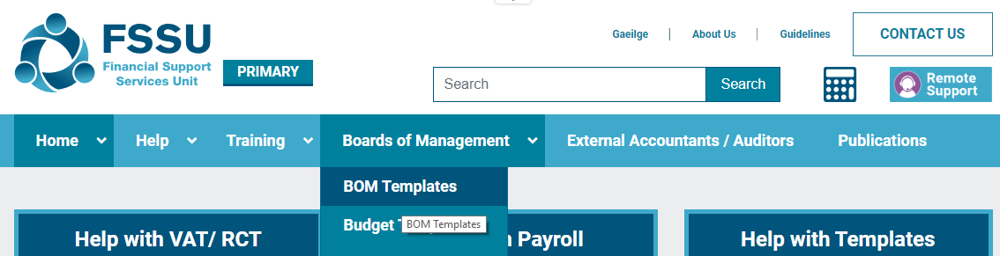 FSSU
Financial Support
Services Unit
PRIMARY
Gaeilge
About Us
Guidelines
CONTACT US
Search
Search
Remote
Support
Home
Help
Training
Boards of Management
External Accountants / Auditors
Publications
BOM Templates
Budget
BOM Templates
Help with VAT/ RCT
Payroll
Help with Templates